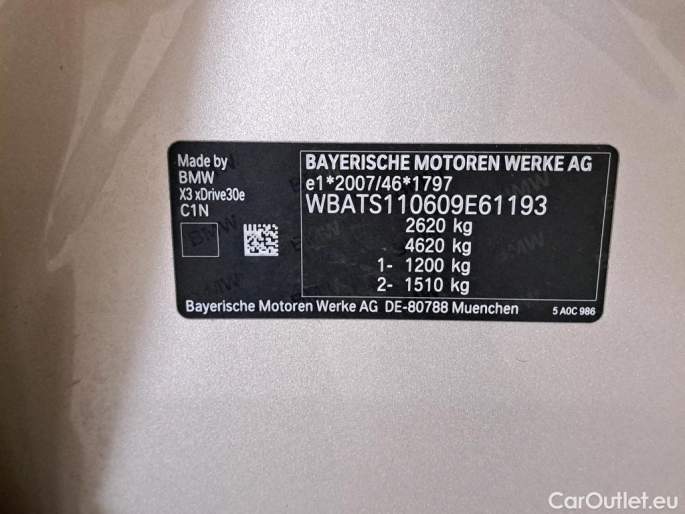 Made by
BMW
X3 xDrive30e
C1N
BAYERISCHE MOTOREN WERKE AG
e1*2007/46*1797
WBATS110609E61193
2620 kg
4620 kg
1- 1200 kg
2- 1510 kg
Bayerische Motoren Werke AG DE-80788 Muenchen
5 A0C 986
CarOutlet.eu